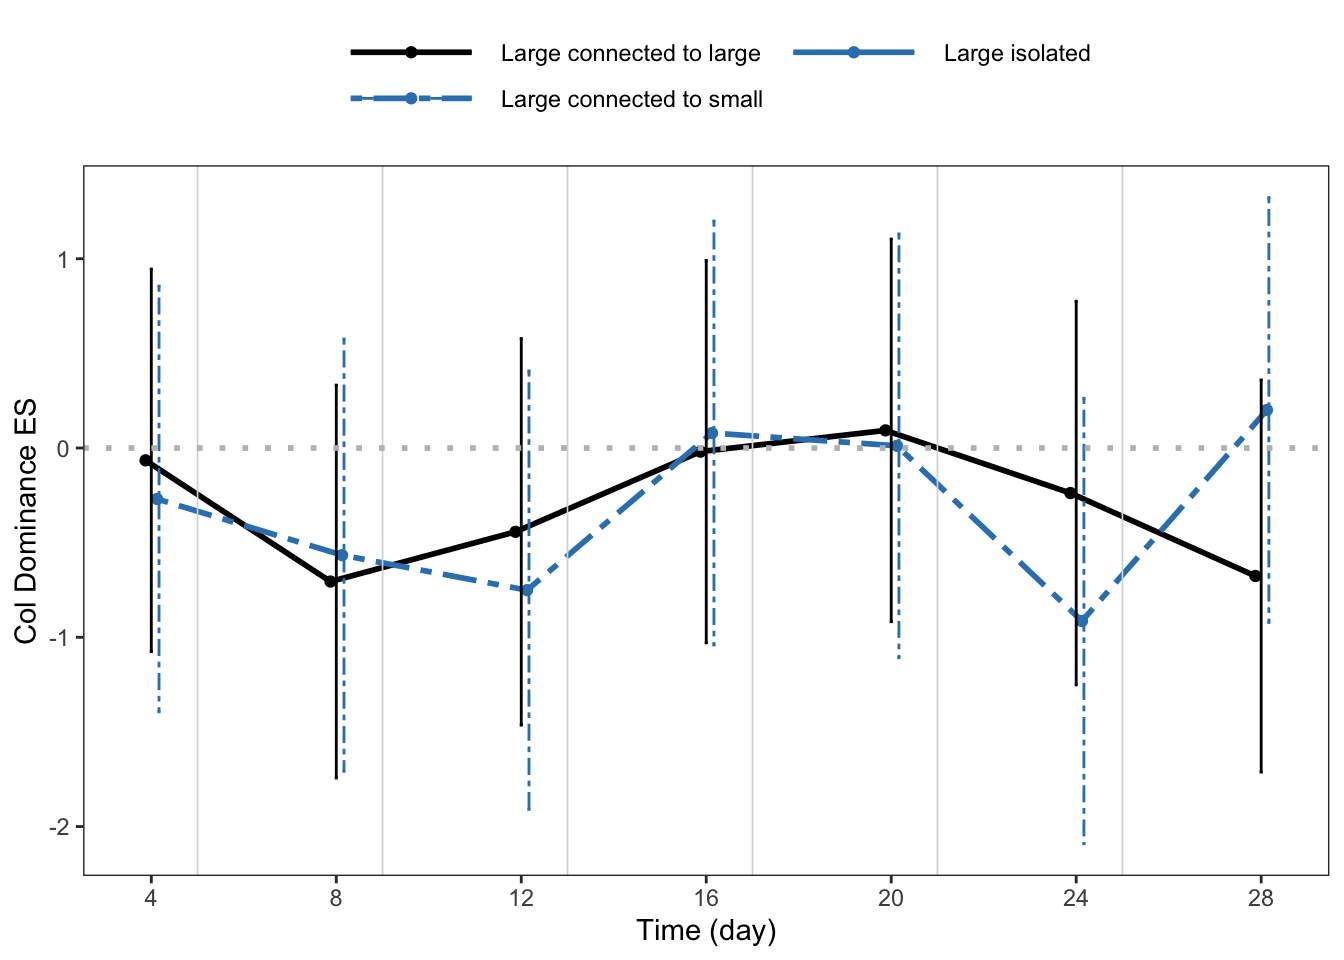 Large connected to large
Large isolated
Large connected to small
Col Dominance ES
1
0
-1
-2
4 8 12 16 20 24 28
Time (day)